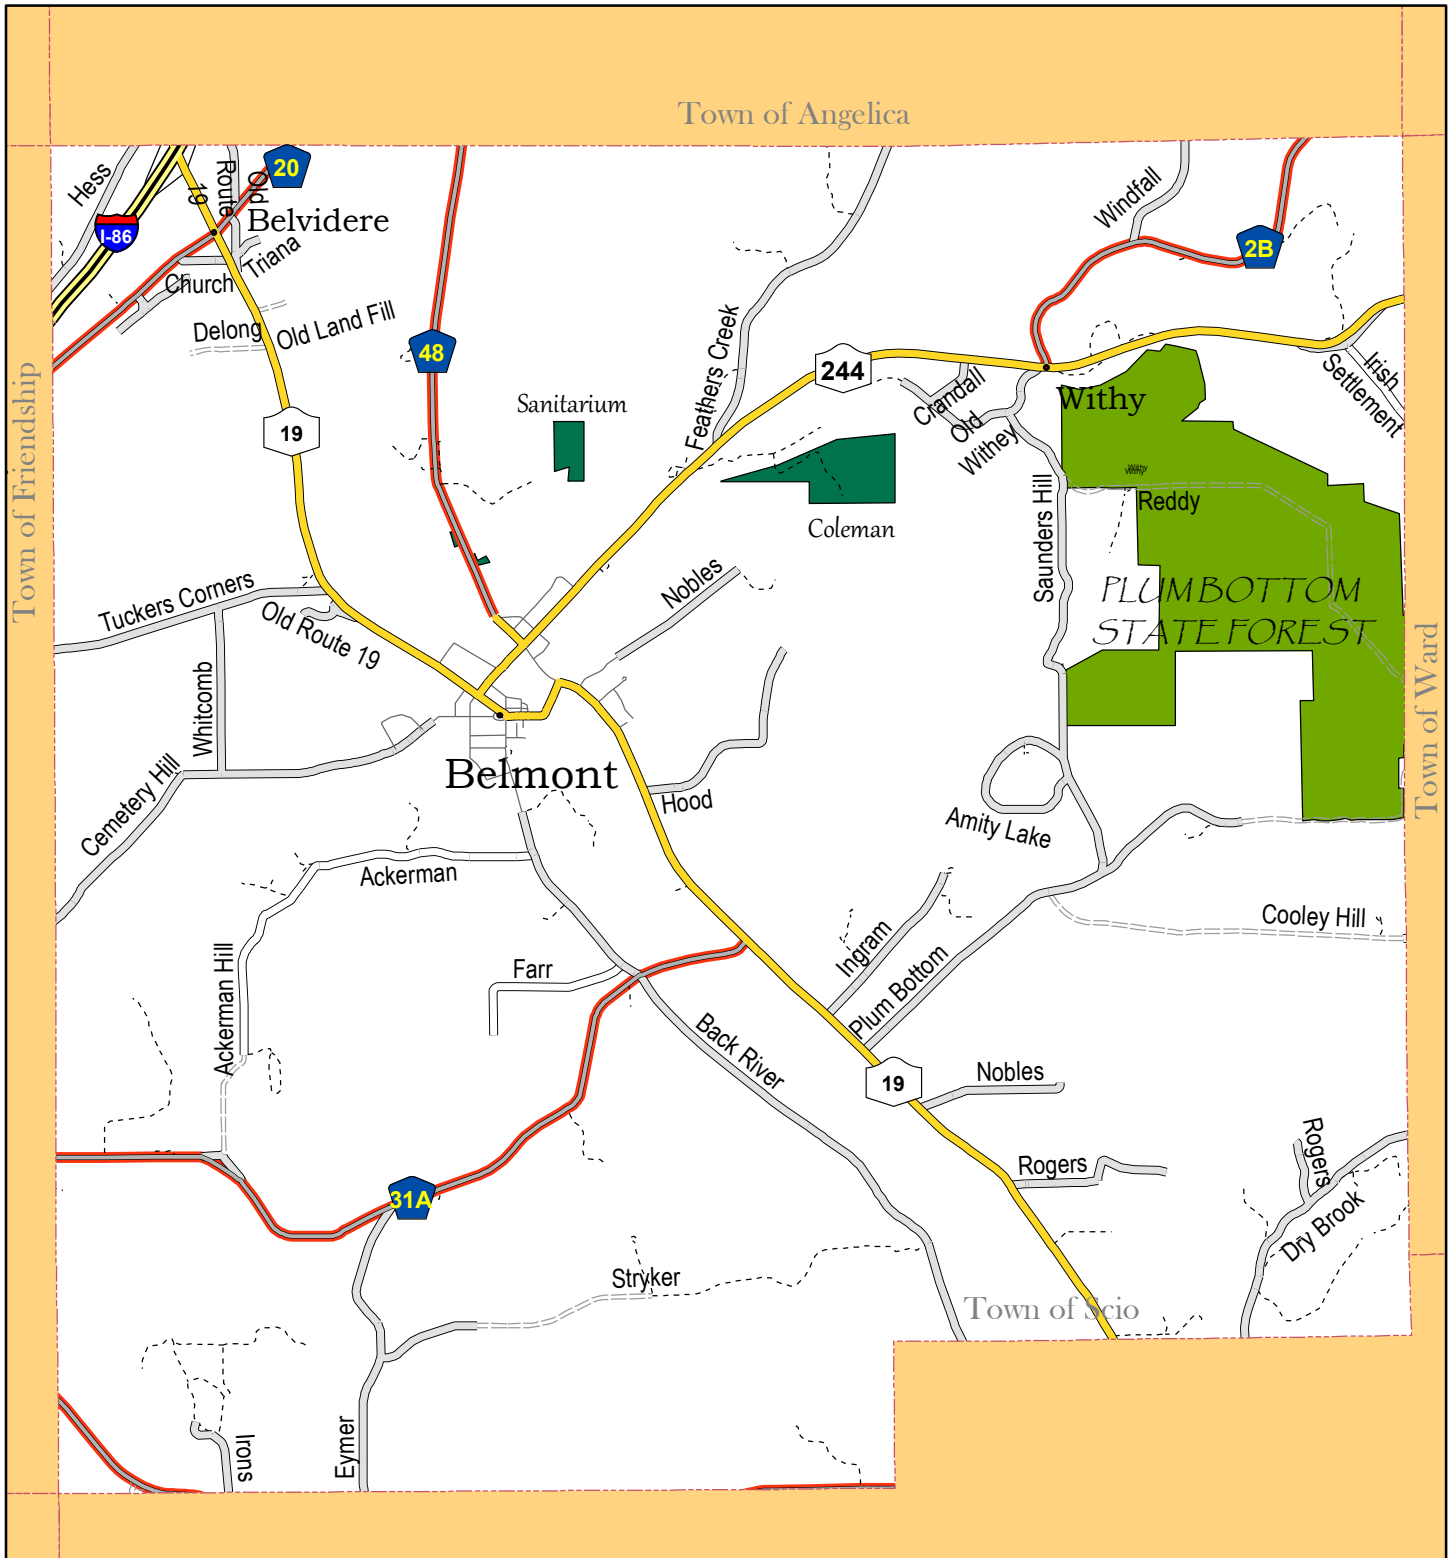 Town of Angelica
Hess
20
Old
Route
19
Belvidere
I-86
Triana
Church
Delong
Old Land Fill
48
19
Sanitarium
Feathers Creek
244
Windfall
2B
Crandall
Old
Withey
Withy
Irish
Settlement
Coleman
Saunders Hill
Withy
Reddy
PLUM BOTTOM
STATE FOREST
Town of Friendship
Town of Ward
Tuckers Corners
Old Route 19
Nobles
Whitcomb
Cemetery Hill
Belmont
Hood
Amity Lake
Ackerman
Ackerman Hill
Farr
Ingram
Plum Bottom
Cooley Hill
Back River
19
Nobles
Rogers
Rogers
Dry Brook
31A
Stryker
Town of Scio
Irons
Eymer